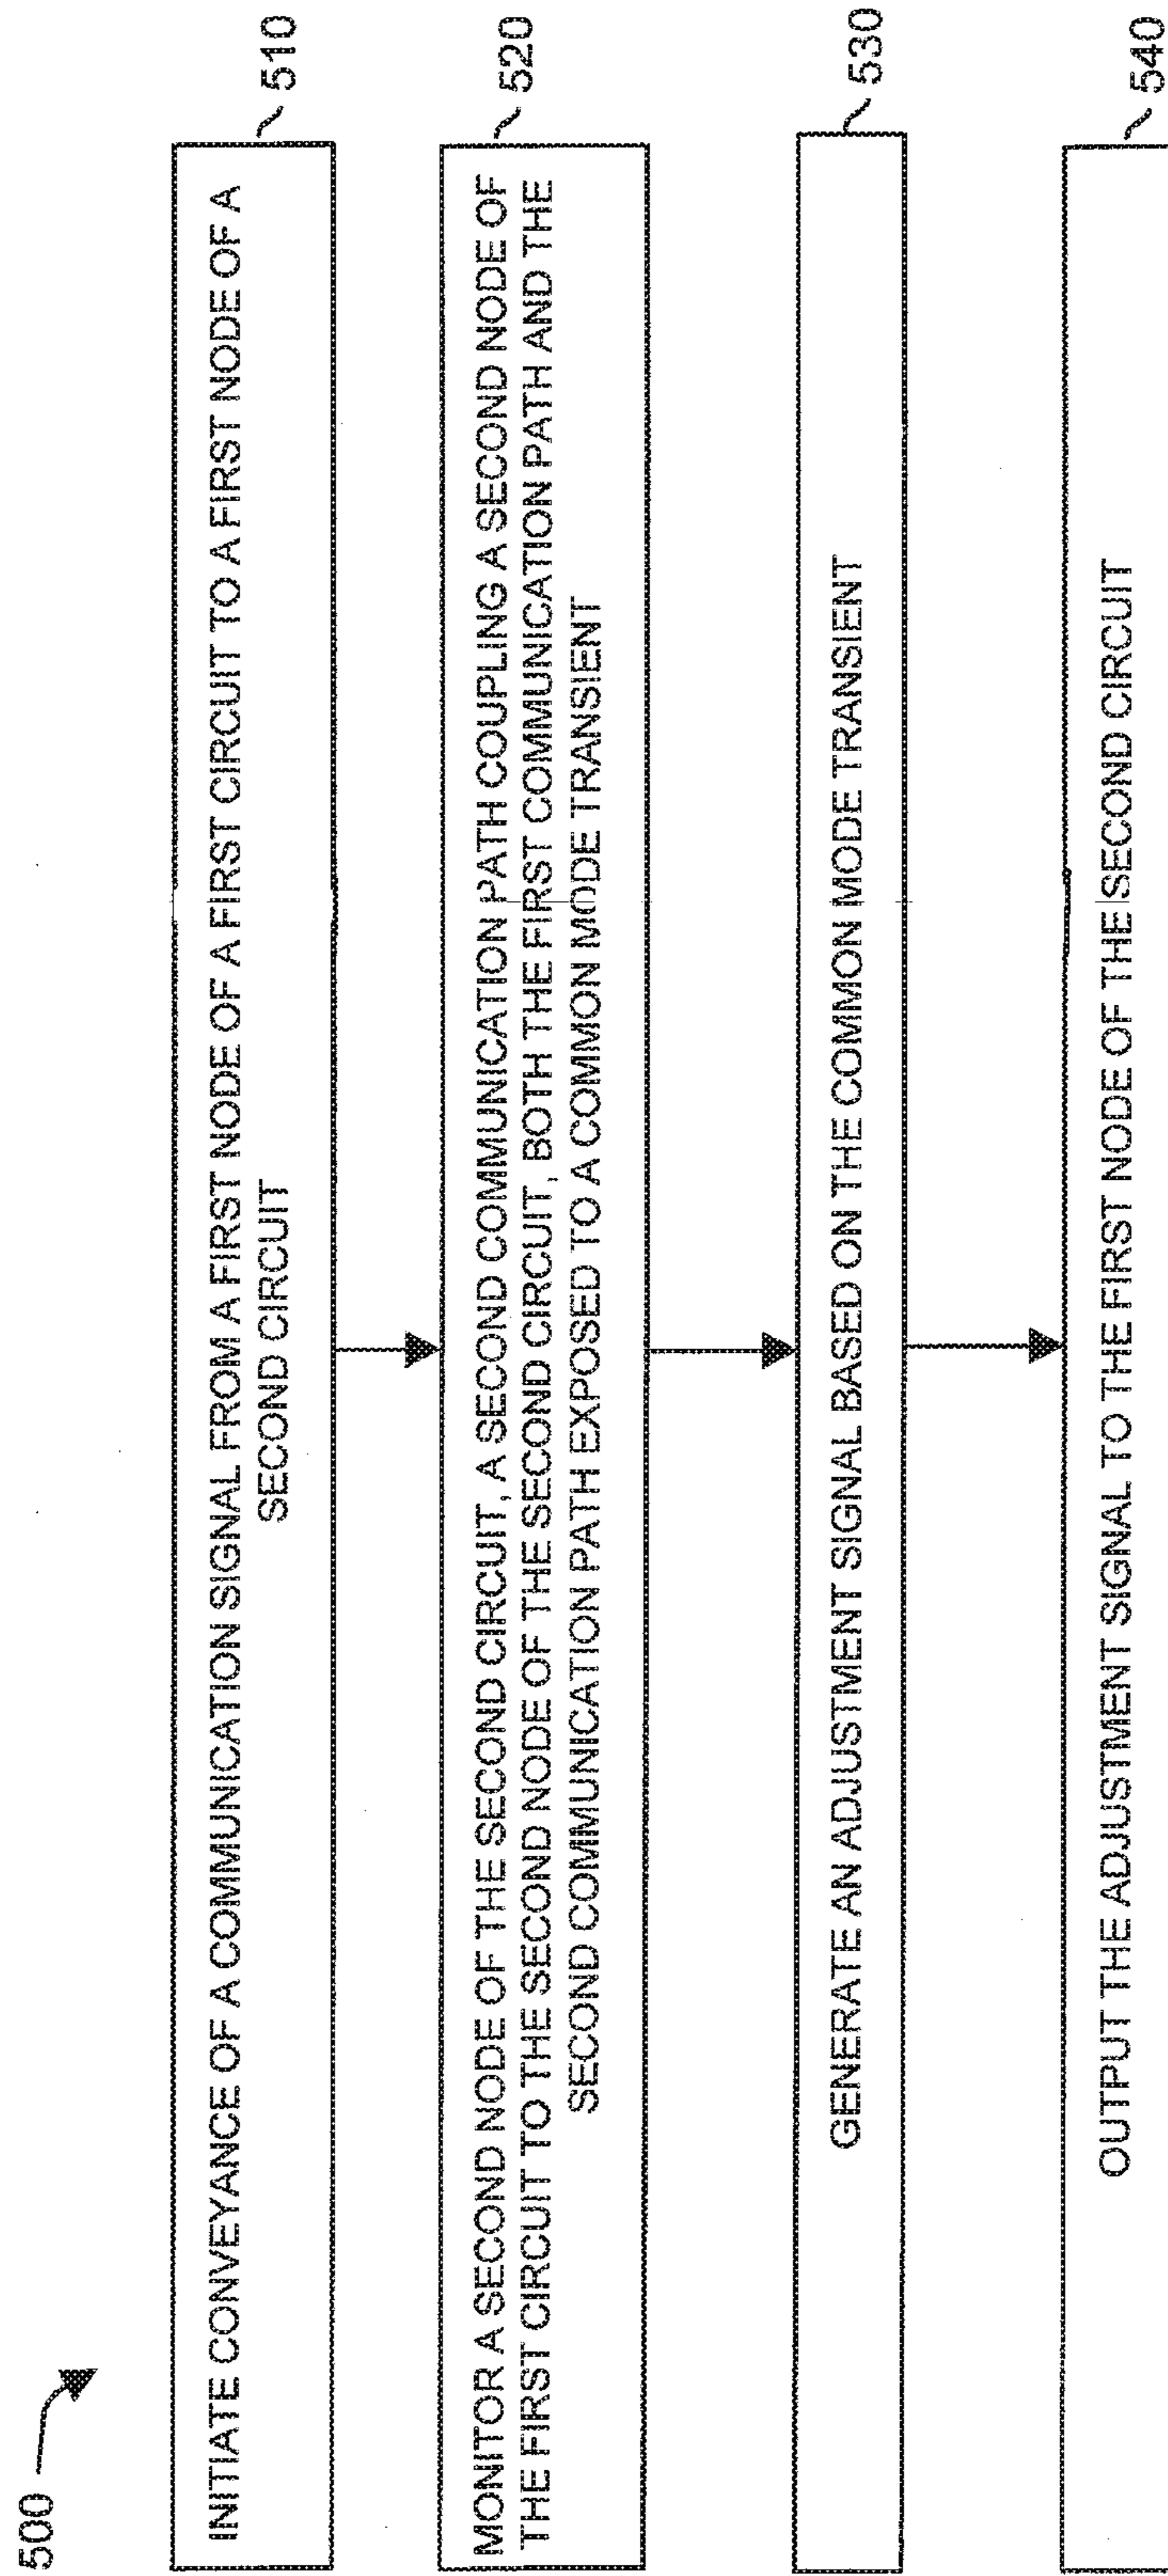 500
INITIATE CONVEYANCE OF A COMMUNICATION SIGNAL FROM A FIRST NODE OF A FIRST CIRCUIT TO A FIRST NODE OF A
SECOND CIRCUIT
510
MONITOR A SECOND NODE OF THE SECOND CIRCUIT, A SECOND COMMUNICATION PATH COUPLING A SECOND NODE OF
THE FIRST CIRCUIT TO THE SECOND NODE OF THE SECOND CIRCUIT, BOTH THE FIRST COMMUNICATION PATH AND THE
SECOND COMMUNICATION PATH EXPOSED TO A COMMON MODE TRANSIENT
520
GENERATE AN ADJUSTMENT SIGNAL BASED ON THE COMMON MODE TRANSIENT
530
OUTPUT THE ADJUSTMENT SIGNAL TO THE FIRST NODE OF THE SECOND CIRCUIT
540